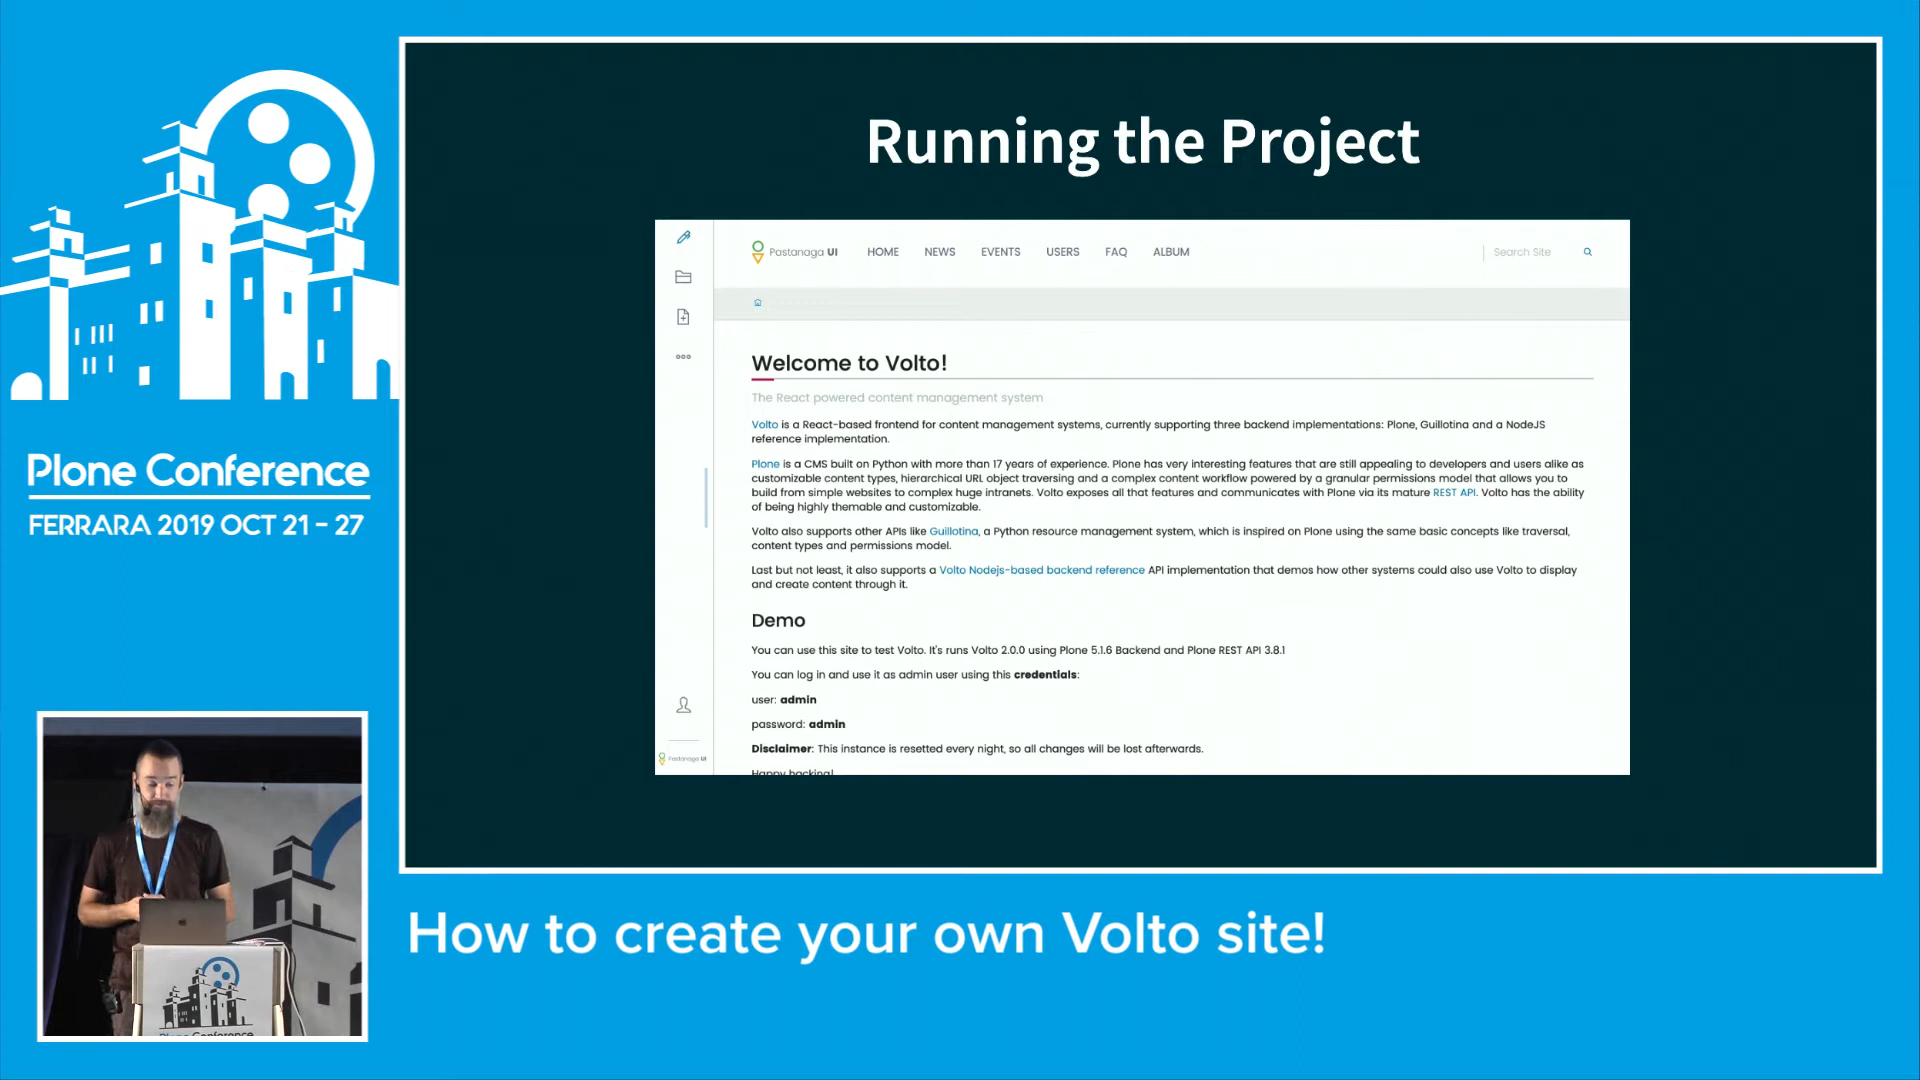 Plone Conference
FERRARA 2019 OCT 21 - 27
Running the Project
Pastanaga UI
HOME
NEWS
EVENTS
USERS
FAQ
ALBUM
Search Site
Welcome to Volto!
The React powered content management system
Volto is a React-based frontend for content management systems, currently supporting three backend implementations: Plone, Guillotina and a NodeJS
reference implementation.
Plone is a CMS built on Python with more than 17 years of experience. Plone has very interesting features that are still appealing to developers and users alike as
customizable content types, hierarchical URL object traversing and a complex content workflow powered by a granular permissions model that allows you to
build from simple websites to complex huge intranets. Volto exposes all that features and communicates with Plone via its mature REST API. Volto has the ability
of being highly themable and customizable.
Volto also supports other APIs like Guillotina, a Python resource management system, which is inspired on Plone using the same basic concepts like traversal,
content types and permissions model.
Last but not least, it also supports a Volto Nodejs-based backend reference API implementation that demos how other systems could also use Volto to display
and create content through it.
Demo
You can use this site to test Volto. It's runs Volto 2.0.0 using Plone 5.1.6 Backend and Plone REST API 3.8.1
You can log in and use it as admin user using this credentials:
user: admin
password: admin
Disclaimer: This instance is resetted every night, so all changes will be lost afterwards.
Happy hacking!
Pastanaga UI
How to create your own Volto site!
Plone Conference